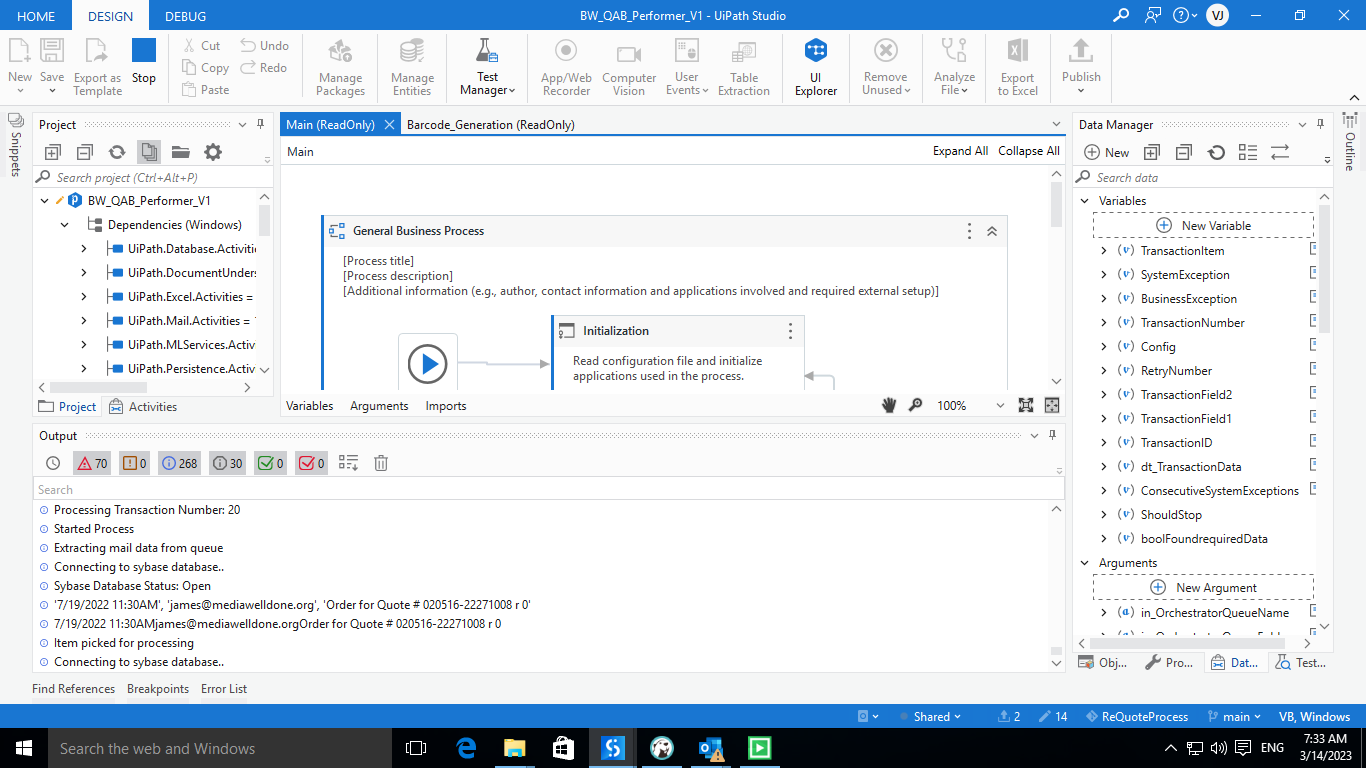 HOME DESIGN DEBUG BW_QAB_Performer_V1 - UiPath Studio VJ
New Save Export as Template Stop Cut Copy Paste Undo Redo Manage Packages Manage Entities Test Manager App/Web Recorder Computer Vision User Events Table Extraction UI Explorer Remove Unused Analyze File Export to Excel Publish
Snippets
Project
Search project (Ctrl+Alt+P)
BW_QAB_Performer_V1
Dependencies (Windows)
UiPath.Database.Activitie
UiPath.DocumentUnders
UiPath.Excel.Activities =
UiPath.Mail.Activities =
UiPath.MLServices.Activ
UiPath.Persistence.Activ
Project Activities
Main (ReadOnly) Barcode_Generation (ReadOnly)
Main Expand All Collapse All
General Business Process
[Process title]
[Process description]
[Additional information (e.g., author, contact information and applications involved and required external setup)]
Initialization
Read configuration file and initialize
applications used in the process.
Variables Arguments Imports 100%
Data Manager
New
Search data
Variables
New Variable
(v) TransactionItem
(v) SystemException
(v) BusinessException
(v) TransactionNumber
(v) Config
(v) RetryNumber
(v) TransactionField2
(v) TransactionField1
(v) TransactionID
(v) dt_TransactionData
(v) ConsecutiveSystemExceptions
(v) ShouldStop
(v) boolFoundrequiredData
Arguments
New Argument
(a) in_OrchestratorQueueName
Obj... Pro... Dat... Test...
Outline
Output
70 0 268 30 0 0
Search
Processing Transaction Number: 20
Started Process
Extracting mail data from queue
Connecting to sybase database..
Sybase Database Status: Open
'7/19/2022 11:30AM', 'james@mediawelldone.org', 'Order for Quote # 020516-22271008 r 0'
7/19/2022 11:30AMjames@mediawelldone.orgOrder for Quote # 020516-22271008 r 0
Item picked for processing
Connecting to sybase database..
Find References Breakpoints Error List
Shared 2 14 ReQuoteProcess main VB, Windows
Search the web and Windows
ENG
7:33 AM
3/14/2023